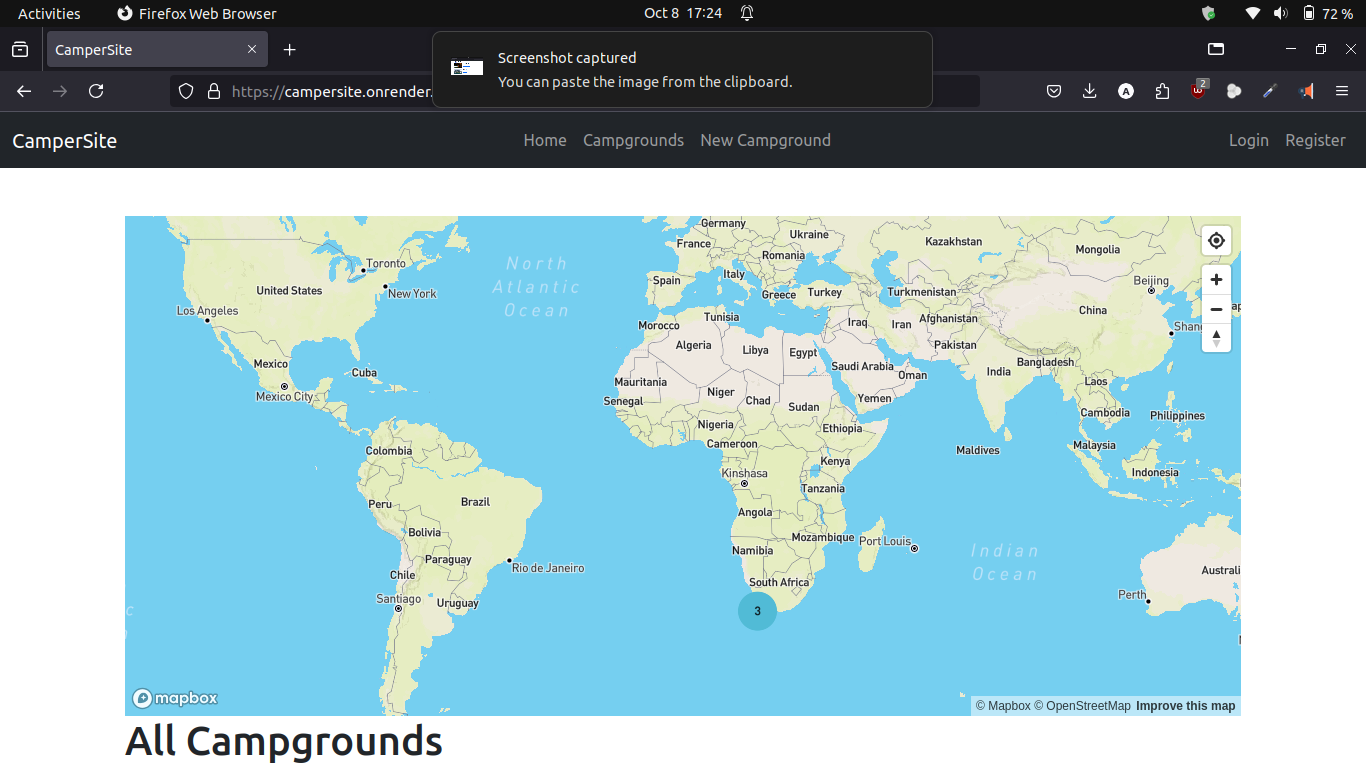 Activities Firefox Web Browser Oct 8 17:24 72 %
CamperSite
Screenshot captured
You can paste the image from the clipboard.
https://campersite.onrender.
2
CamperSite Home Campgrounds New Campground Login Register
Germany
Ukraine
France
Kazakhstan
Mongolia
Romania
Toronto
North
Atlantic
Ocean
Italy
Spain
Beijing
United States
New York
Greece
Turkey
Turkmenistan
Los Angeles
China
Tunisia
Afghanistan
Morocco
Iraq
Iran
Algeria
Libya
Egypt
Pakistan
Mexico
Bangladesh
Cuba
Saudi Arabia
Oman
India
Mauritania
Laos
Mexico City
Niger
Chad
Sudan
Yemen
Senegal
Cambodia
Philippines
Nigeria
Ethiopia
Cameroon
Malaysia
Colombia
Maldives
Kenya
Kinshasa
Indonesia
Tanzania
Peru
Brazil
Angola
Bolivia
Mozambique
Port Louis
Namibia
Indian
Ocean
Paraguay
Rio de Janeiro
Chile
South Africa
Australi
Santiago
Uruguay
Perth
3
mapbox
© Mapbox © OpenStreetMap Improve this map
All Campgrounds